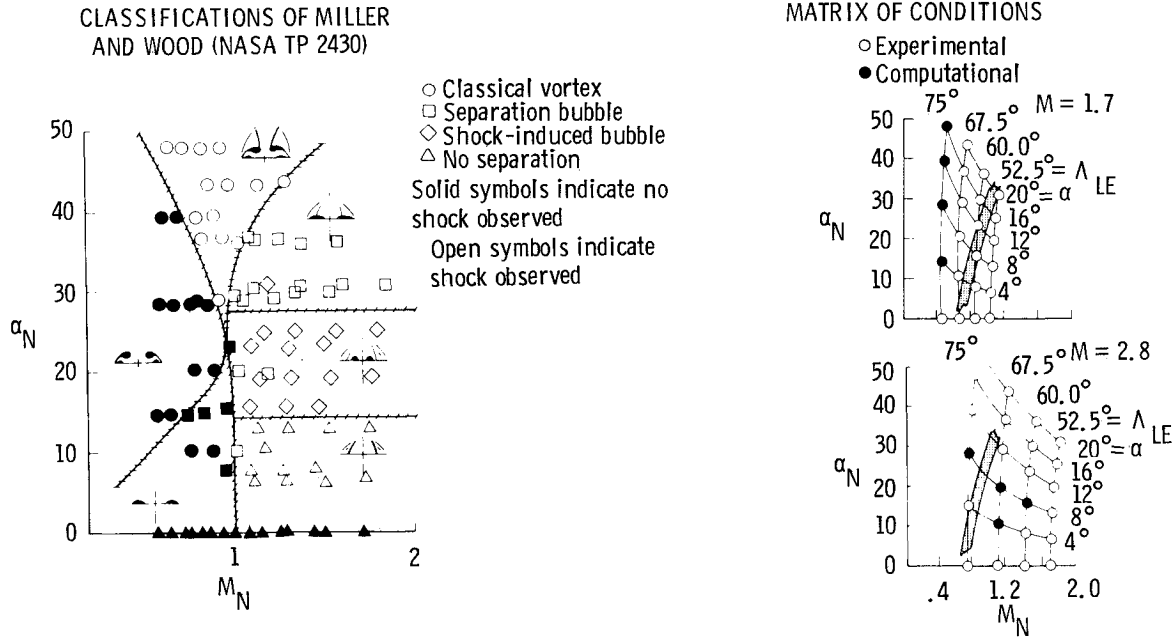 CLASSIFICATIONS OF MILLER
AND WOOD (NASA TP 2430)
○ Classical vortex
□ Separation bubble
◇ Shock-induced bubble
△ No separation
Solid symbols indicate no
shock observed
Open symbols indicate
shock observed
50
40
30
α_N
20
10
0
1
2
M_N
MATRIX OF CONDITIONS
○ Experimental
● Computational
75°
M = 1.7
67.5°
60.0°
52.5° = Λ_LE
20° = α
16°
12°
8°
4°
50
40
30
α_N
20
10
0
75°
67.5°
M = 2.8
60.0°
52.5° = Λ_LE
20° = α
16°
12°
8°
4°
50
40
30
α_N
20
10
0
.4
1.2
2.0
M_N